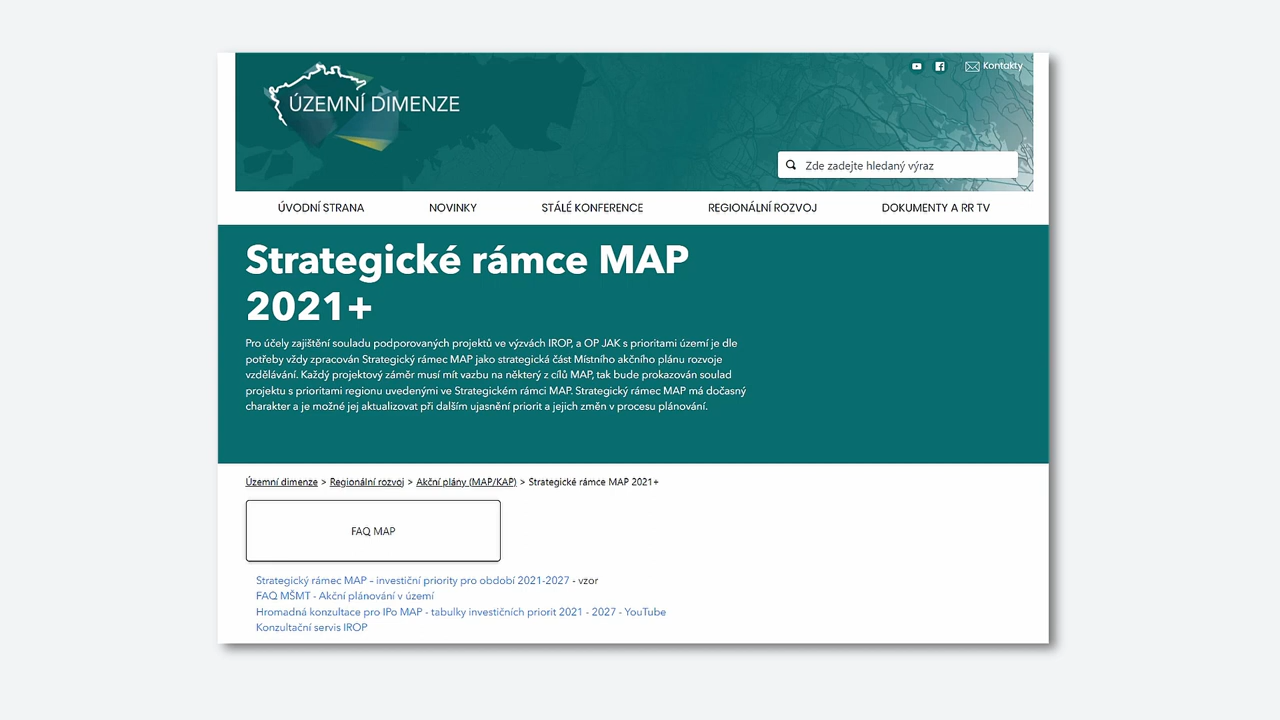 ÚZEMNÍ DIMENZE
Kontakty
Zde zadejte hledaný výraz
ÚVODNÍ STRANA NOVINKY STÁLÉ KONFERENCE REGIONÁLNÍ ROZVOJ DOKUMENTY A RR TV
Strategické rámce MAP
2021+
Pro účely zajištění souladu podporovaných projektů ve výzvách IROP, a OP JAK s prioritami území je dle
potřeby vždy zpracován Strategický rámec MAP jako strategická část Místního akčního plánu rozvoje
vzdělávání. Každý projektový záměr musí mít vazbu na některý z cílů MAP, tak bude prokazován soulad
projektu s prioritami regionu uvedenými ve Strategickém rámci MAP. Strategický rámec MAP má dočasný
charakter a je možné jej aktualizovat při dalším ujasnění priorit a jejich změn v procesu plánování.
Územní dimenze > Regionální rozvoj > Akční plány (MAP/KAP) > Strategické rámce MAP 2021+
FAQ MAP
Strategický rámec MAP – investiční priority pro období 2021-2027 - vzor
FAQ MŠMT - Akční plánování v území
Hromadná konzultace pro IPo MAP - tabulky investičních priorit 2021 - 2027 - YouTube
Konzultační servis IROP